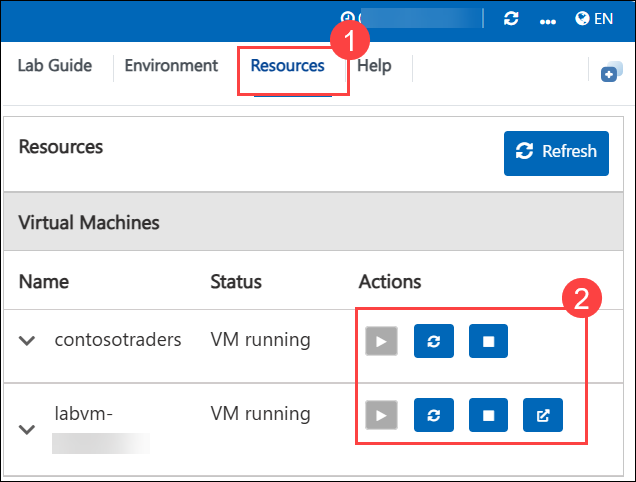 EN
1
Lab Guide Environment Resources Help
Resources
Refresh
Virtual Machines
Name Status Actions
2
contosotraders VM running
labvm- VM running